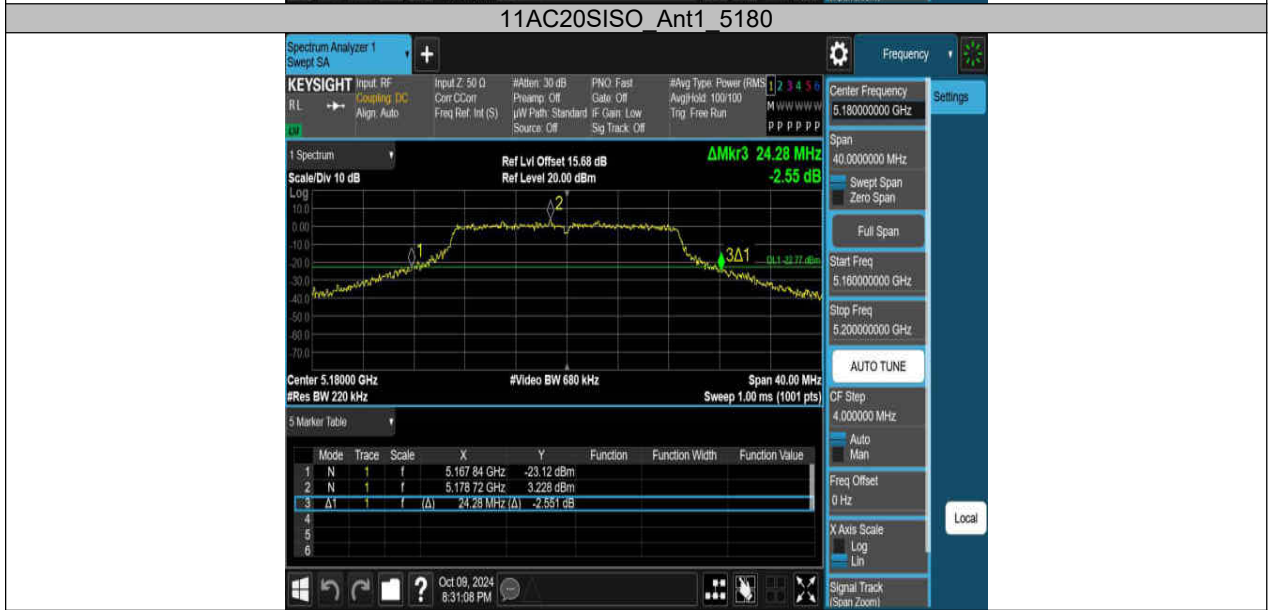 11AC20SISO_Ant1_5180
Spectrum Analyzer 1
Swept SA
+
Frequency
KEYSIGHT
RL
Input: RF
Coupling: DC
Align: Auto
Input Z: 50 Ω
Corr CCorr
Freq Ref: Int (S)
#Atten: 30 dB
Preamp: Off
µW Path: Standard
Source: Off
PNO: Fast
Gate: Off
IF Gain: Low
Sig Track: Off
#Avg Type: Power (RMS
Avg|Hold: 100/100
Trig: Free Run
1 2 3 4 5 6
M W W W W W
P P P P P P
1 Spectrum
Scale/Div 10 dB
Ref Lvl Offset 15.68 dB
Ref Level 20.00 dBm
ΔMkr3 24.28 MHz
-2.55 dB
Log
10.0
0.00
-10.0
-20.0
-30.0
-40.0
-50.0
-60.0
-70.0
1
2
3Δ1
DL1 -22.77 dBm
Center 5.18000 GHz
#Video BW 680 kHz
Span 40.00 MHz
#Res BW 220 kHz
Sweep 1.00 ms (1001 pts)
5 Marker Table
Mode Trace Scale X Y Function Function Width Function Value
1 N 1 f 5.167 84 GHz -23.12 dBm
2 N 1 f 5.178 72 GHz 3.228 dBm
3 Δ1 1 f (Δ) 24.28 MHz (Δ) -2.551 dB
4
5
6
?
Oct 09, 2024
8:31:08 PM
Center Frequency
5.180000000 GHz
Settings
Span
40.0000000 MHz
Swept Span
Zero Span
Full Span
Start Freq
5.160000000 GHz
Stop Freq
5.200000000 GHz
AUTO TUNE
CF Step
4.000000 MHz
Auto
Man
Freq Offset
0 Hz
X Axis Scale
Log
Lin
Local
Signal Track
(Span Zoom)